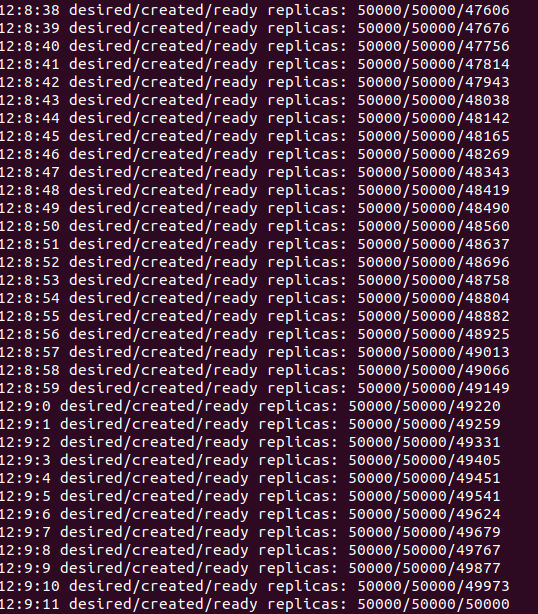 12:8:38 desired/created/ready replicas: 50000/50000/47606
12:8:39 desired/created/ready replicas: 50000/50000/47676
12:8:40 desired/created/ready replicas: 50000/50000/47756
12:8:41 desired/created/ready replicas: 50000/50000/47814
12:8:42 desired/created/ready replicas: 50000/50000/47943
12:8:43 desired/created/ready replicas: 50000/50000/48038
12:8:44 desired/created/ready replicas: 50000/50000/48142
12:8:45 desired/created/ready replicas: 50000/50000/48165
12:8:46 desired/created/ready replicas: 50000/50000/48269
12:8:47 desired/created/ready replicas: 50000/50000/48343
12:8:48 desired/created/ready replicas: 50000/50000/48419
12:8:49 desired/created/ready replicas: 50000/50000/48490
12:8:50 desired/created/ready replicas: 50000/50000/48560
12:8:51 desired/created/ready replicas: 50000/50000/48637
12:8:52 desired/created/ready replicas: 50000/50000/48696
12:8:53 desired/created/ready replicas: 50000/50000/48758
12:8:54 desired/created/ready replicas: 50000/50000/48804
12:8:55 desired/created/ready replicas: 50000/50000/48882
12:8:56 desired/created/ready replicas: 50000/50000/48925
12:8:57 desired/created/ready replicas: 50000/50000/49013
12:8:58 desired/created/ready replicas: 50000/50000/49066
12:8:59 desired/created/ready replicas: 50000/50000/49149
12:9:0 desired/created/ready replicas: 50000/50000/49220
12:9:1 desired/created/ready replicas: 50000/50000/49259
12:9:2 desired/created/ready replicas: 50000/50000/49331
12:9:3 desired/created/ready replicas: 50000/50000/49405
12:9:4 desired/created/ready replicas: 50000/50000/49451
12:9:5 desired/created/ready replicas: 50000/50000/49541
12:9:6 desired/created/ready replicas: 50000/50000/49624
12:9:7 desired/created/ready replicas: 50000/50000/49679
12:9:8 desired/created/ready replicas: 50000/50000/49767
12:9:9 desired/created/ready replicas: 50000/50000/49877
12:9:10 desired/created/ready replicas: 50000/50000/49973
12:9:11 desired/created/ready replicas: 50000/50000/50000